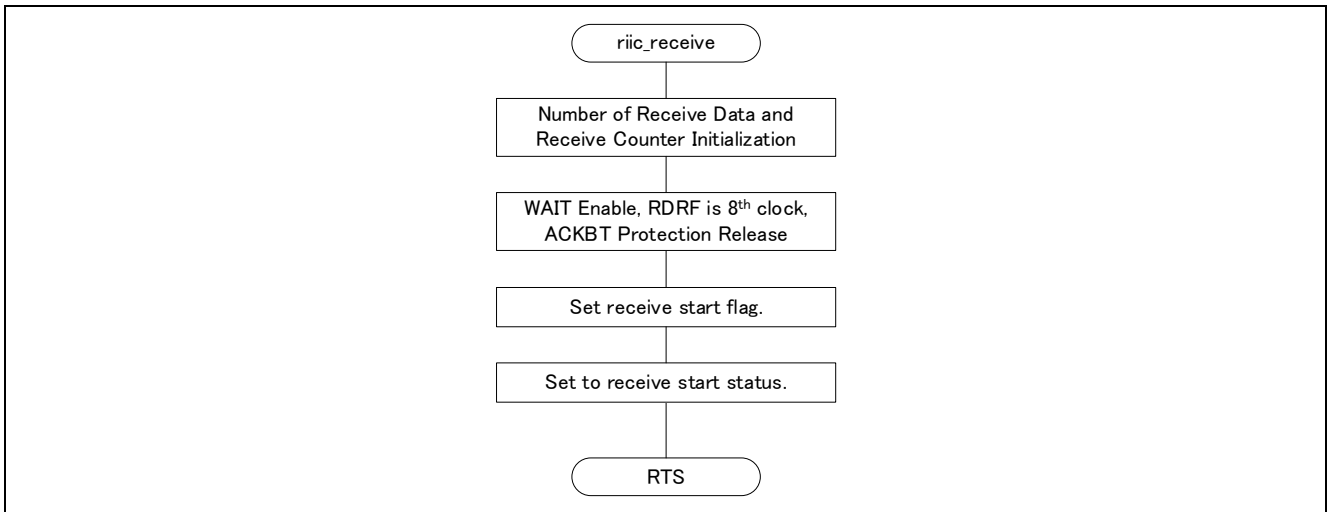 riic_receive
Number of Receive Data and
Receive Counter Initialization
WAIT Enable, RDRF is 8th clock,
ACKBT Protection Release
Set receive start flag.
Set to receive start status.
RTS